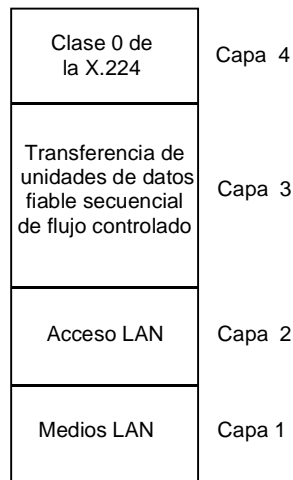 Clase 0 de
la X.224
Capa 4
Transferencia de
unidades de datos
fiable secuencial
de flujo controlado
Capa 3
Acceso LAN
Capa 2
Medios LAN
Capa 1